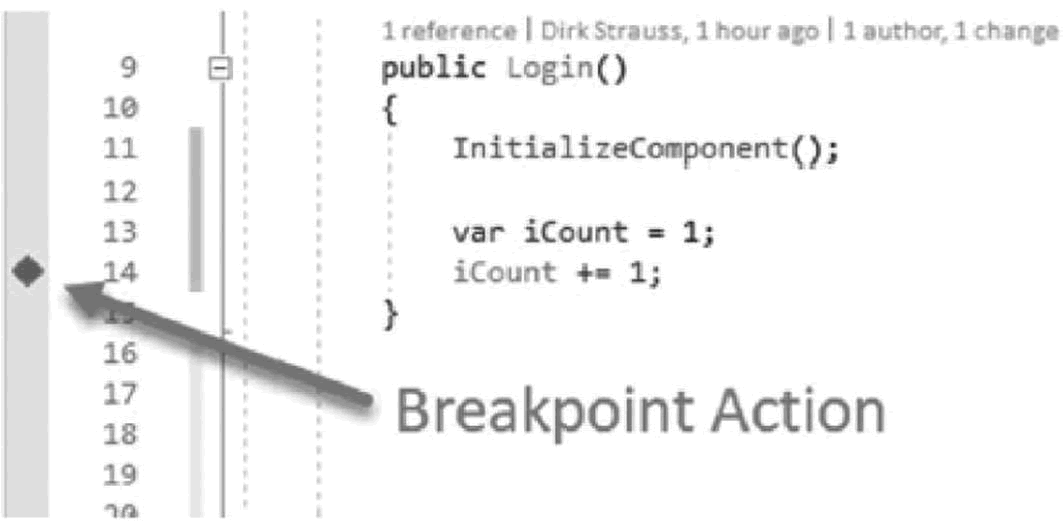 1 reference | Dirk Strauss, 1 hour ago | 1 author, 1 change
9 public Login()
10 {
11 InitializeComponent();
12
13 var iCount = 1;
14 iCount += 1;
15 }
16
17
Breakpoint Action
18
19
20